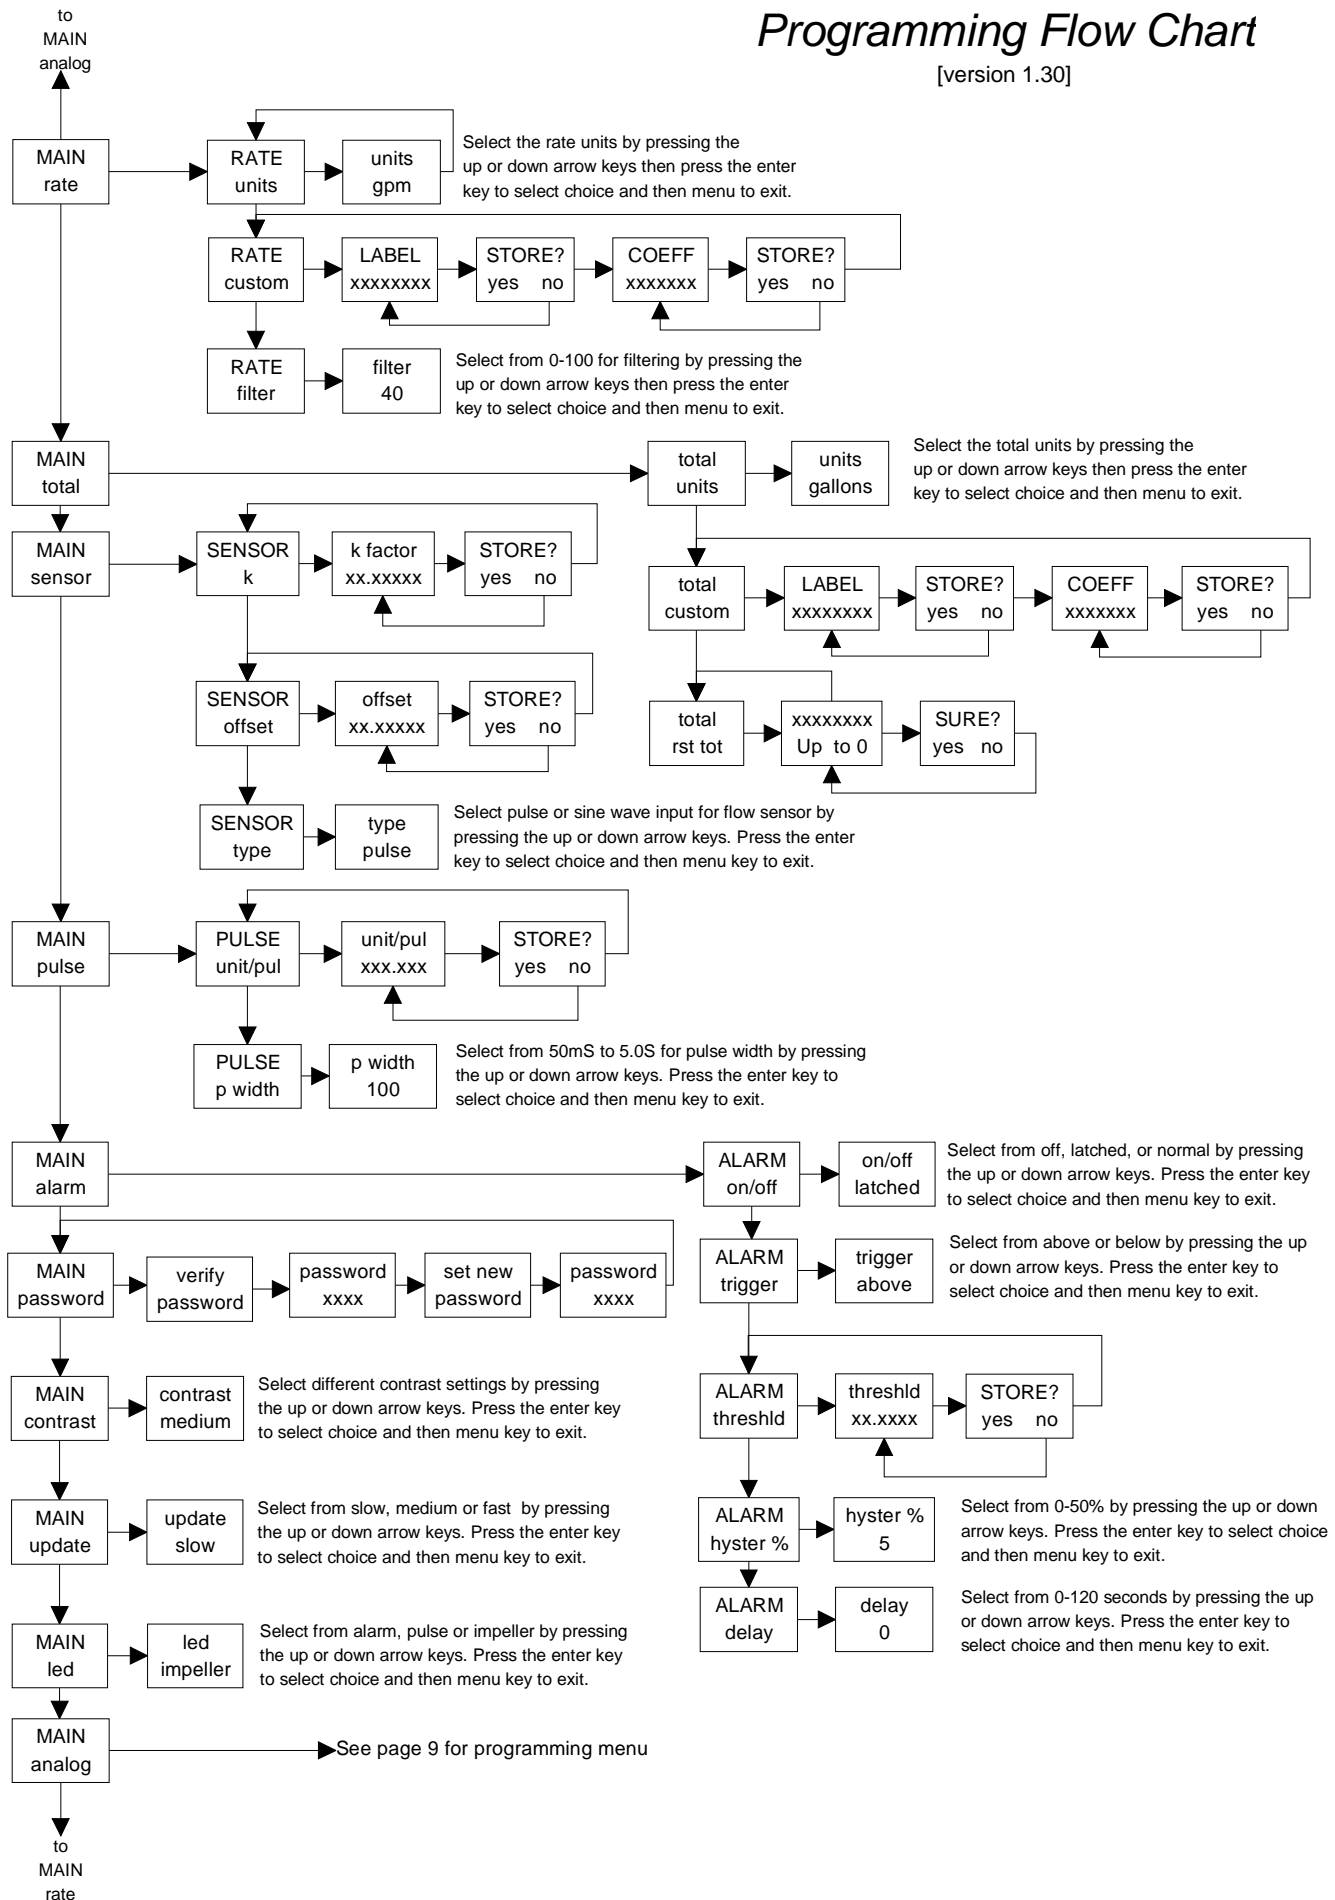 Programming Flow Chart
[version 1.30]
to
MAIN
analog
MAIN
rate
RATE
units
units
gpm
Select the rate units by pressing the
up or down arrow keys then press the enter
key to select choice and then menu to exit.
RATE
custom
LABEL
xxxxxxxx
STORE?
yes no
COEFF
xxxxxxx
STORE?
yes no
RATE
filter
filter
40
Select from 0-100 for filtering by pressing the
up or down arrow keys then press the enter
key to select choice and then menu to exit.
MAIN
total
total
units
units
gallons
Select the total units by pressing the
up or down arrow keys then press the enter
key to select choice and then menu to exit.
MAIN
sensor
SENSOR
k
k factor
xx.xxxxx
STORE?
yes no
total
custom
LABEL
xxxxxxxx
STORE?
yes no
COEFF
xxxxxxx
STORE?
yes no
SENSOR
offset
offset
xx.xxxxx
STORE?
yes no
total
rst tot
xxxxxxxx
Up to 0
SURE?
yes no
SENSOR
type
type
pulse
Select pulse or sine wave input for flow sensor by
pressing the up or down arrow keys. Press the enter
key to select choice and then menu key to exit.
MAIN
pulse
PULSE
unit/pul
unit/pul
xxx.xxx
STORE?
yes no
PULSE
p width
p width
100
Select from 50mS to 5.0S for pulse width by pressing
the up or down arrow keys. Press the enter key to
select choice and then menu key to exit.
MAIN
alarm
ALARM
on/off
on/off
latched
Select from off, latched, or normal by pressing
the up or down arrow keys. Press the enter key
to select choice and then menu key to exit.
MAIN
password
verify
password
password
xxxx
set new
password
password
xxxx
ALARM
trigger
trigger
above
Select from above or below by pressing the up
or down arrow keys. Press the enter key to
select choice and then menu key to exit.
MAIN
contrast
contrast
medium
Select different contrast settings by pressing
the up or down arrow keys. Press the enter key
to select choice and then menu key to exit.
ALARM
threshld
threshld
xx.xxxx
STORE?
yes no
MAIN
update
update
slow
Select from slow, medium or fast by pressing
the up or down arrow keys. Press the enter key
to select choice and then menu key to exit.
ALARM
hyster %
hyster %
5
Select from 0-50% by pressing the up or down
arrow keys. Press the enter key to select choice
and then menu key to exit.
MAIN
led
led
impeller
Select from alarm, pulse or impeller by pressing
the up or down arrow keys. Press the enter key
to select choice and then menu key to exit.
ALARM
delay
delay
0
Select from 0-120 seconds by pressing the up
or down arrow keys. Press the enter key to
select choice and then menu key to exit.
MAIN
analog
See page 9 for programming menu
to
MAIN
rate